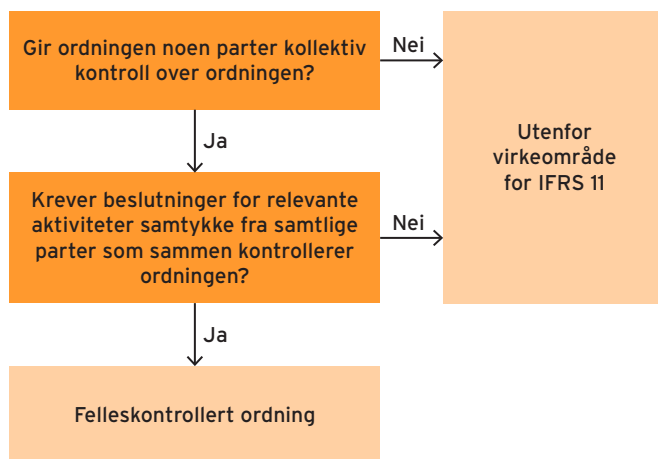 Gir ordningen noen parter kollektiv
kontroll over ordningen?
Nei
Ja
Utenfor
virkeområde
for IFRS 11
Krever beslutninger for relevante
aktiviteter samtykke fra samtlige
parter som sammen kontrollerer
ordningen?
Nei
Ja
Felleskontrollert ordning